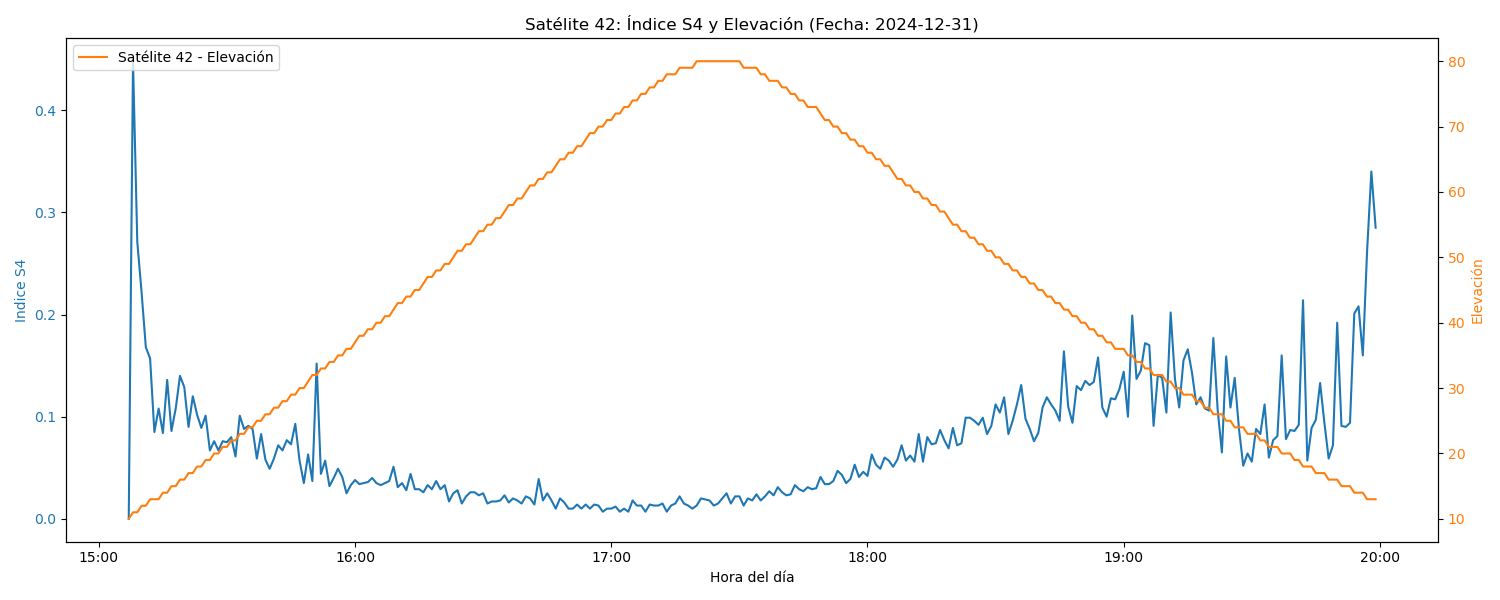 Satélite 42: Índice S4 y Elevación (Fecha: 2024-12-31)
Satélite 42 - Elevación
0.4
0.3
0.2
0.1
0.0
Indice S4
80
70
60
50
40
30
20
10
Elevación
15:00 16:00 17:00 18:00 19:00 20:00
Hora del día